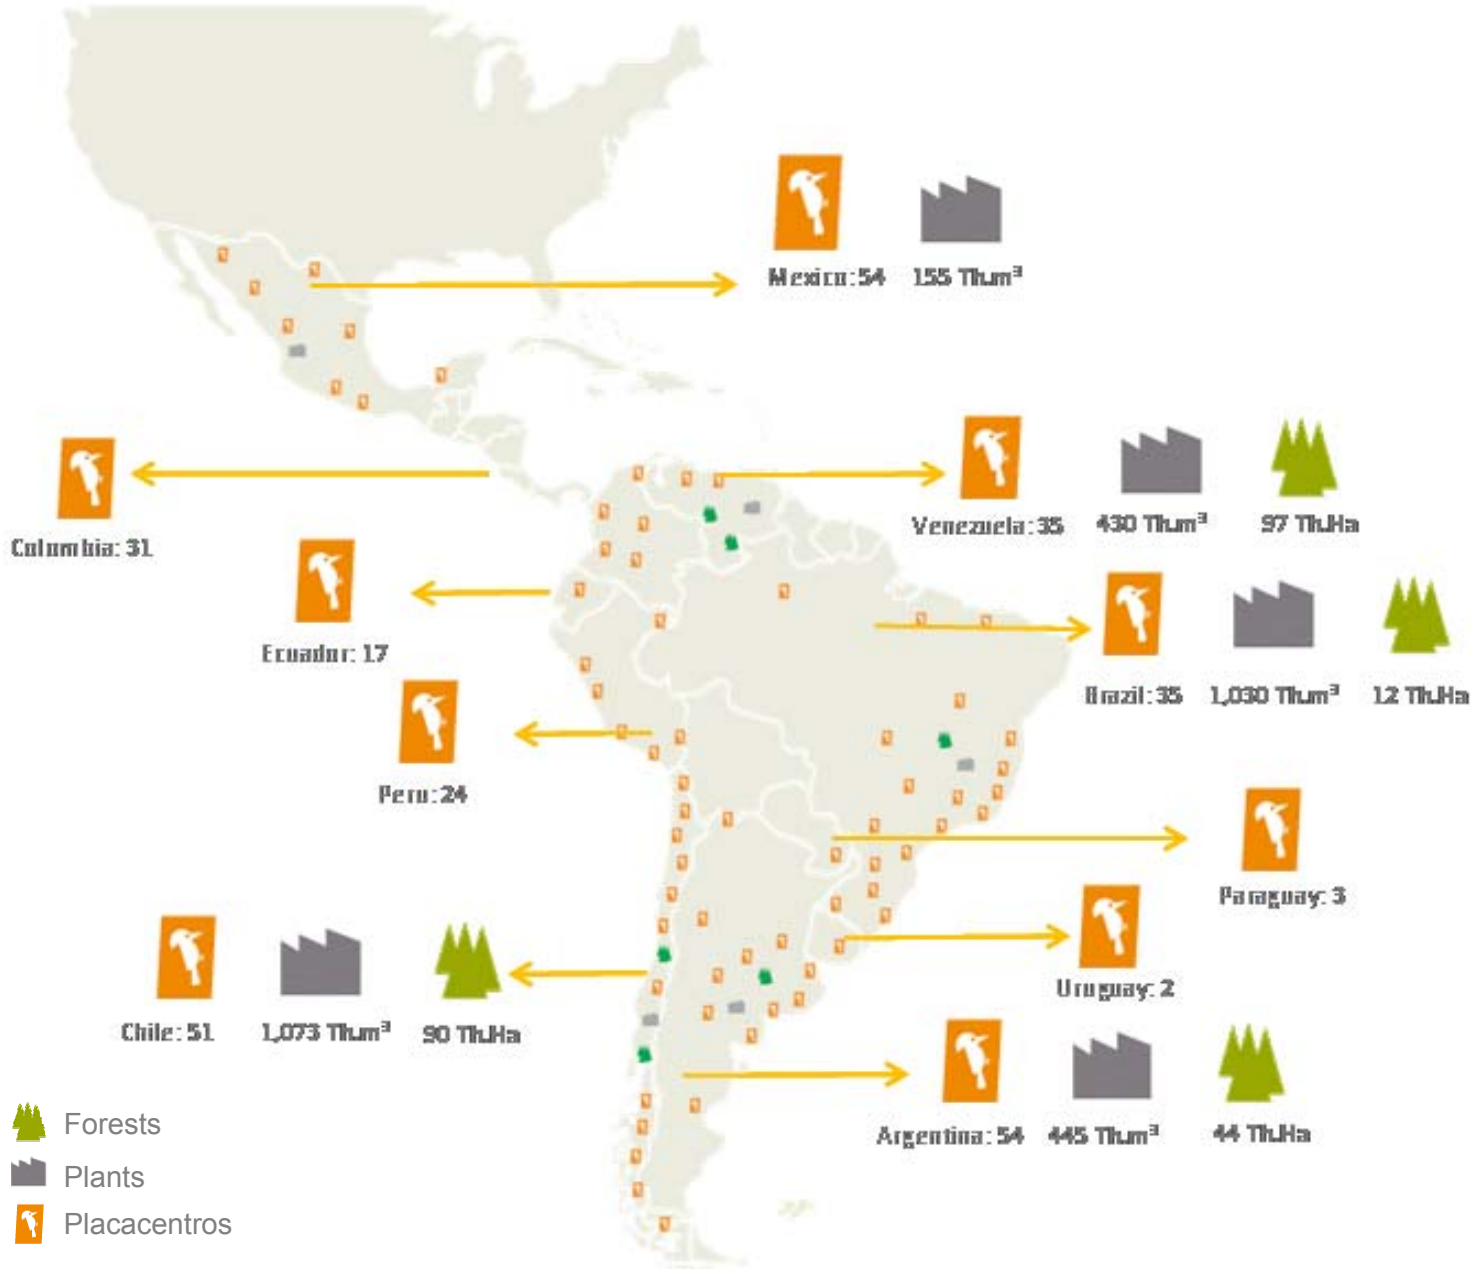 Mexico: 54 155 Th.m³
Colombia: 31
Venezuela: 35 430 Th.m³ 97 Th.Ha
Ecuador: 17
Brazil: 35 1,030 Th.m³ 12 Th.Ha
Peru: 24
Paraguay: 3
Uruguay: 2
Chile: 51 1,073 Th.m³ 90 Th.Ha
Argentina: 54 445 Th.m³ 44 Th.Ha
Forests
Plants
Placacentros